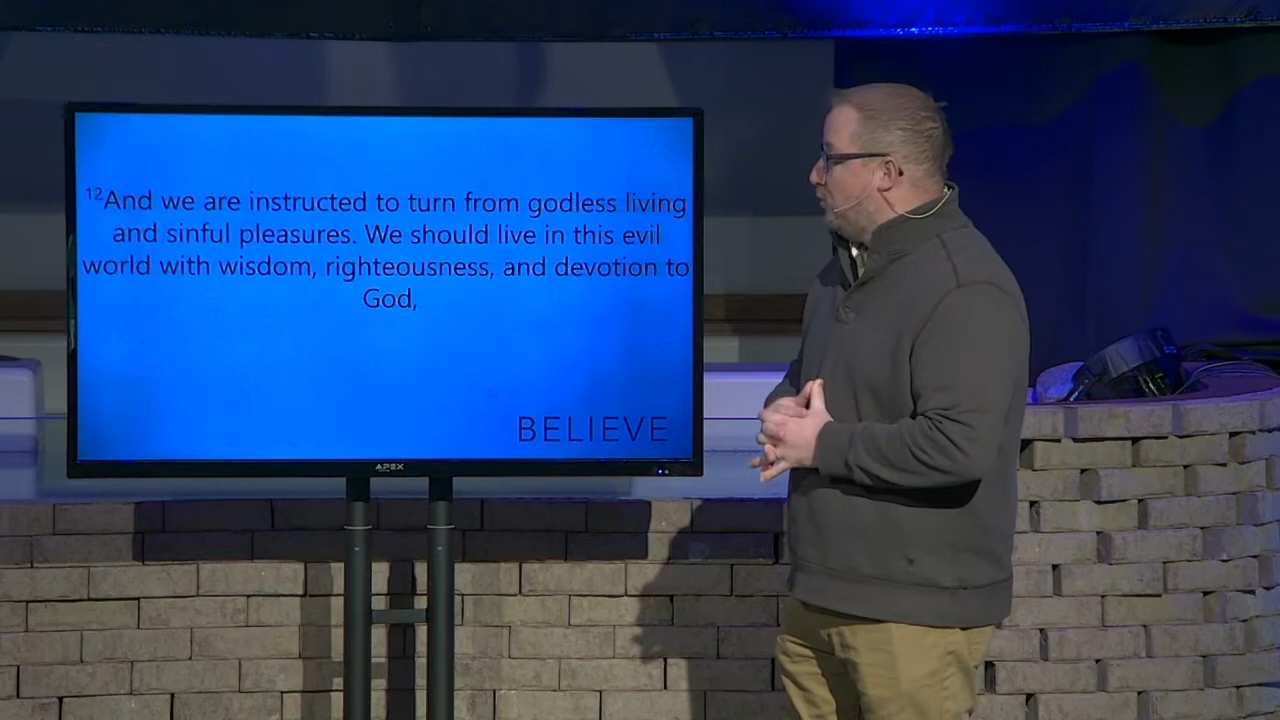 ¹²And we are instructed to turn from godless living
and sinful pleasures. We should live in this evil
world with wisdom, righteousness, and devotion to
God,
BELIEVE
APEX